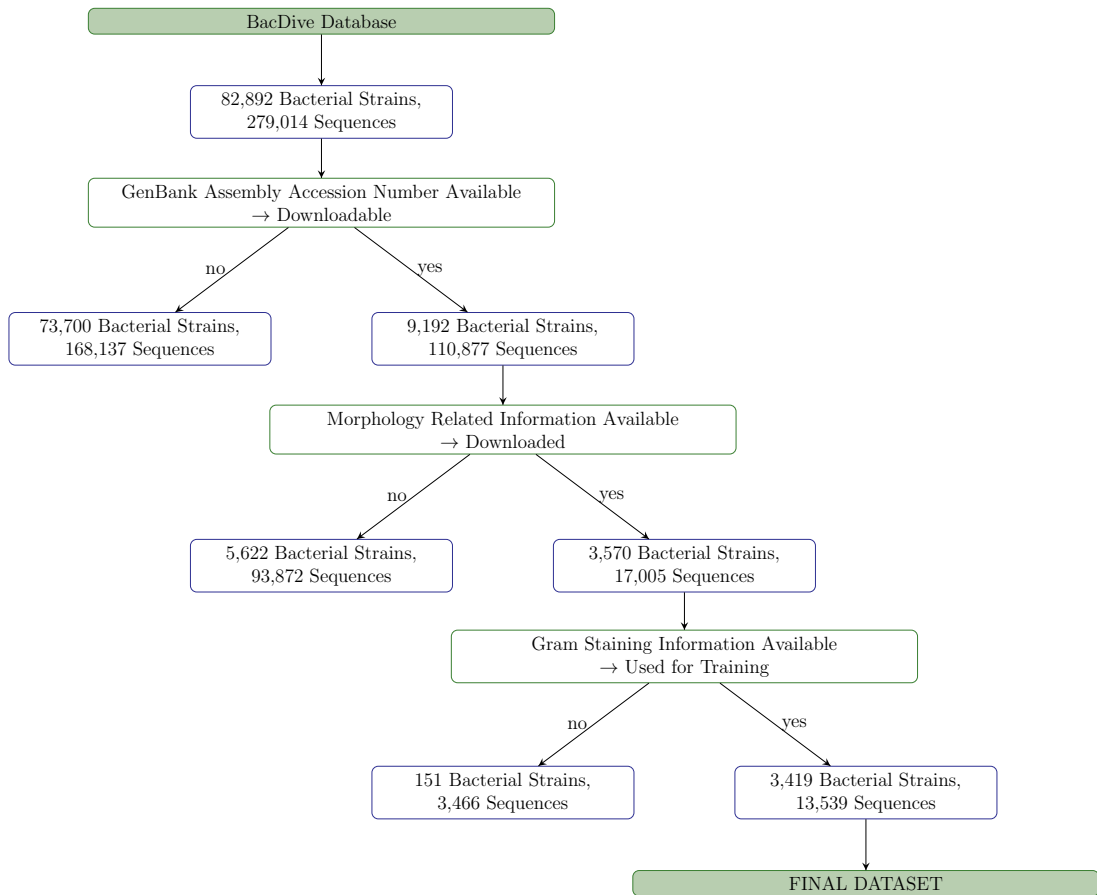 BacDive Database
82,892 Bacterial Strains,
279,014 Sequences
GenBank Assembly Accession Number Available
→ Downloadable
no
yes
73,700 Bacterial Strains,
168,137 Sequences
9,192 Bacterial Strains,
110,877 Sequences
Morphology Related Information Available
→ Downloaded
no
yes
5,622 Bacterial Strains,
93,872 Sequences
3,570 Bacterial Strains,
17,005 Sequences
Gram Staining Information Available
→ Used for Training
no
yes
151 Bacterial Strains,
3,466 Sequences
3,419 Bacterial Strains,
13,539 Sequences
FINAL DATASET